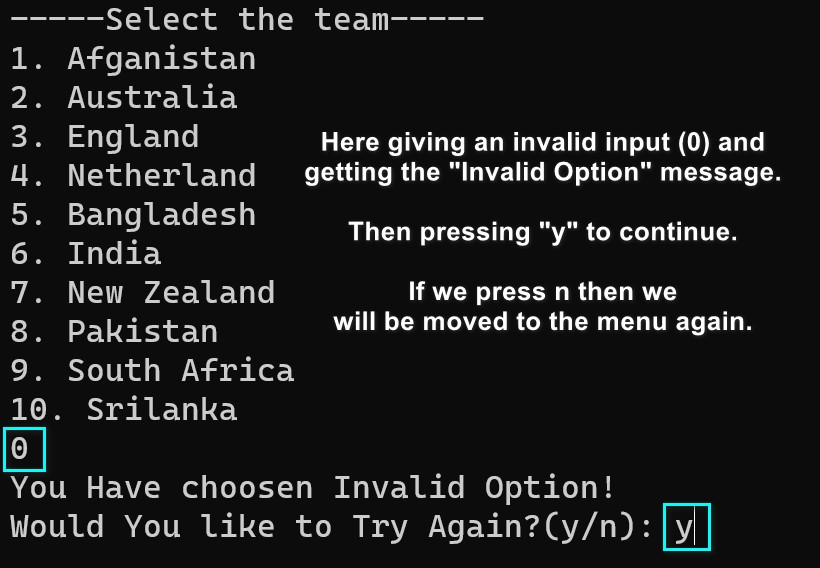 -----Select the team-----
1. Afganistan
2. Australia
3. England
4. Netherland
5. Bangladesh
6. India
7. New Zealand
8. Pakistan
9. South Africa
10. Srilanka
0
You Have choosen Invalid Option!
Would You like to Try Again?(y/n): y
Here giving an invalid input (0) and
getting the "Invalid Option" message.
Then pressing "y" to continue.
If we press n then we
will be moved to the menu again.